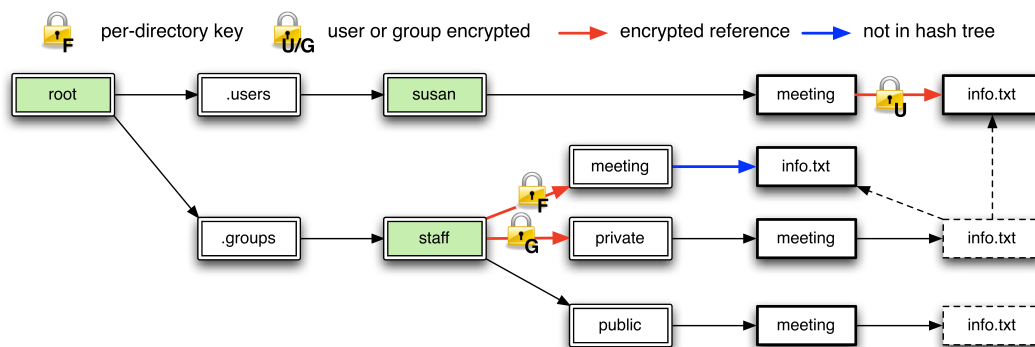 F per-directory key U/G user or group encrypted encrypted reference not in hash tree
root .users susan meeting U info.txt
meeting info.txt
F
.groups staff G private meeting info.txt
public meeting info.txt